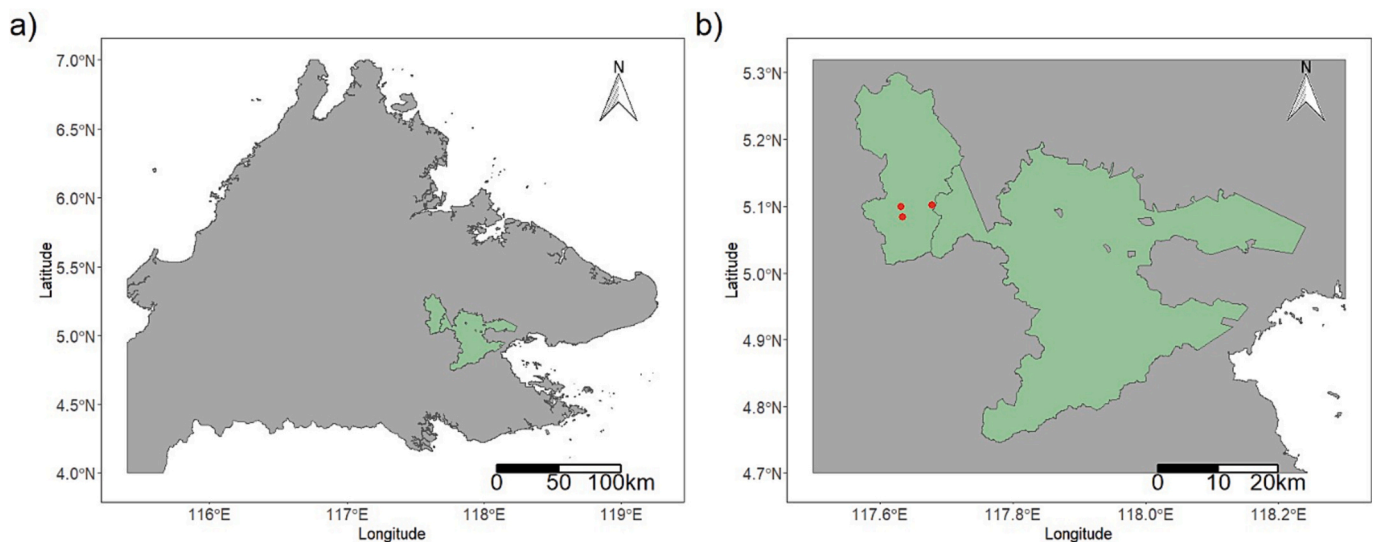 a)
7.0°N
6.5°N
6.0°N
5.5°N
5.0°N
4.5°N
4.0°N
Latitude
N
0 50 100km
116°E 117°E 118°E 119°E
Longitude
b)
5.3°N
5.2°N
5.1°N
5.0°N
4.9°N
4.8°N
4.7°N
Latitude
N
0 10 20km
117.6°E 117.8°E 118.0°E 118.2°E
Longitude